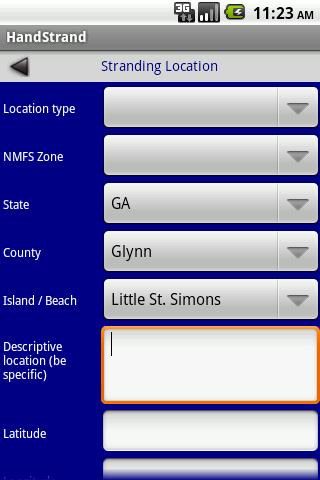 3G 11:23 AM
HandStrand
Stranding Location
Location type
NMFS Zone
State GA
County Glynn
Island / Beach Little St. Simons
Descriptive
location (be
specific)
Latitude